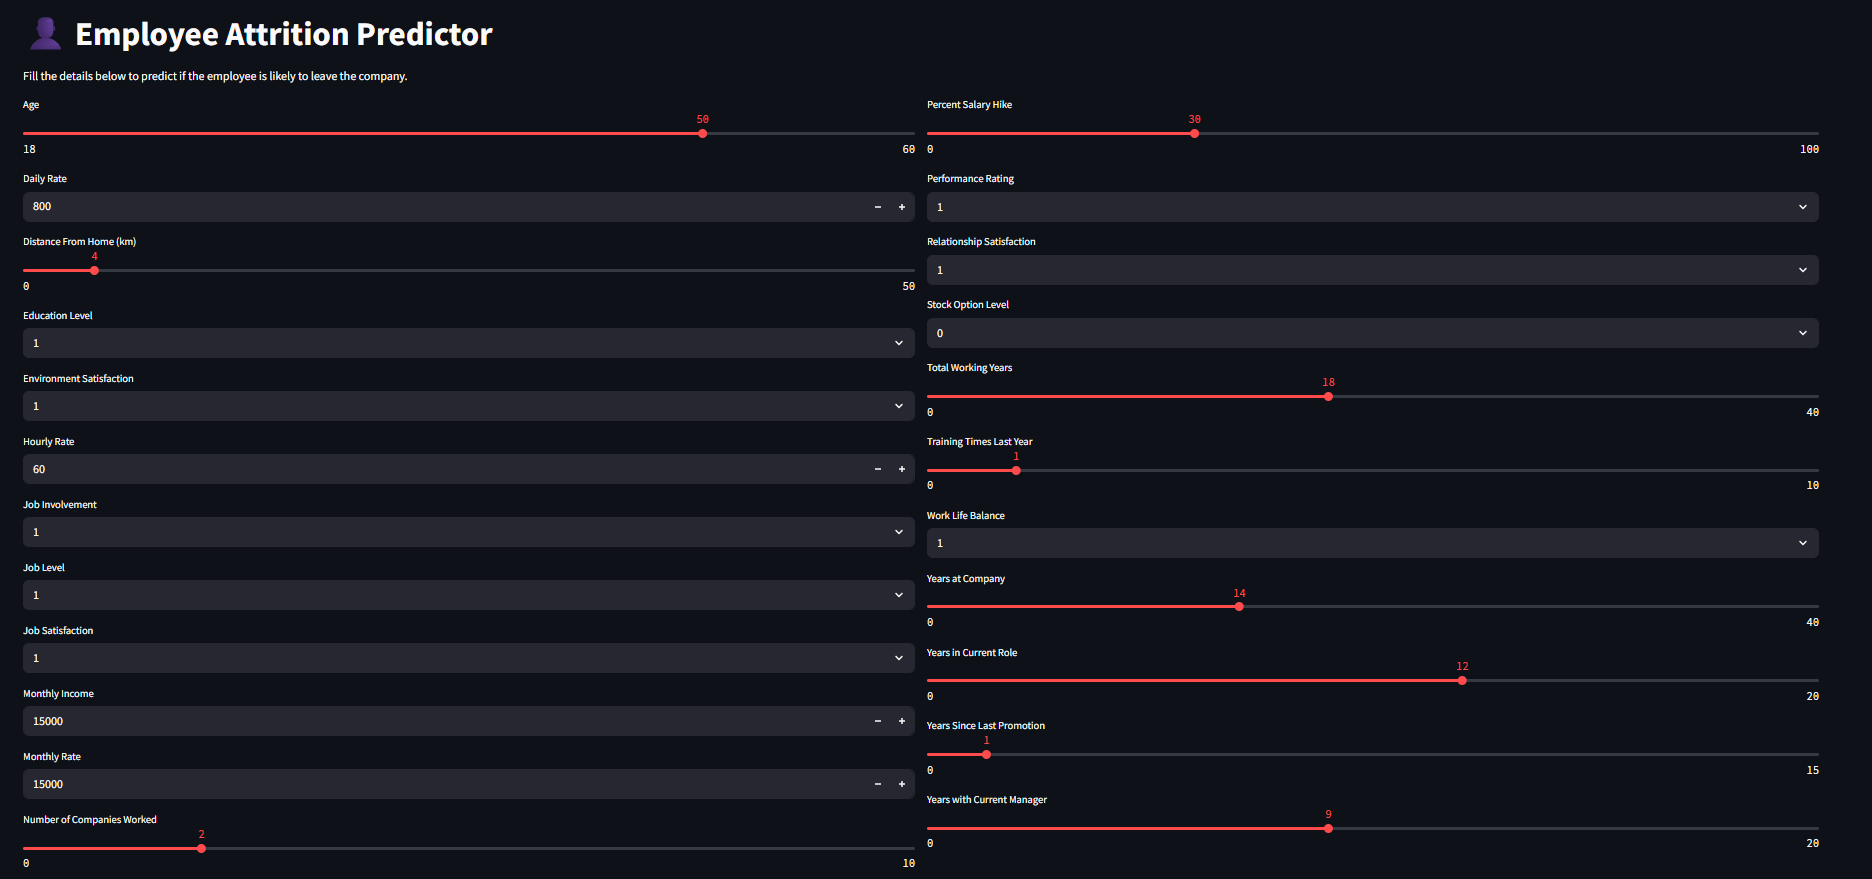 Employee Attrition Predictor
Fill the details below to predict if the employee is likely to leave the company.
Age
50
18 60
Daily Rate
800
Distance From Home (km)
4
0 50
Education Level
1
Environment Satisfaction
1
Hourly Rate
60
Job Involvement
1
Job Level
1
Job Satisfaction
1
Monthly Income
15000
Monthly Rate
15000
Number of Companies Worked
2
0 10
Percent Salary Hike
30
0 100
Performance Rating
1
Relationship Satisfaction
1
Stock Option Level
0
Total Working Years
18
0 40
Training Times Last Year
1
0 10
Work Life Balance
1
Years at Company
14
0 40
Years in Current Role
12
0 20
Years Since Last Promotion
1
0 15
Years with Current Manager
9
0 20